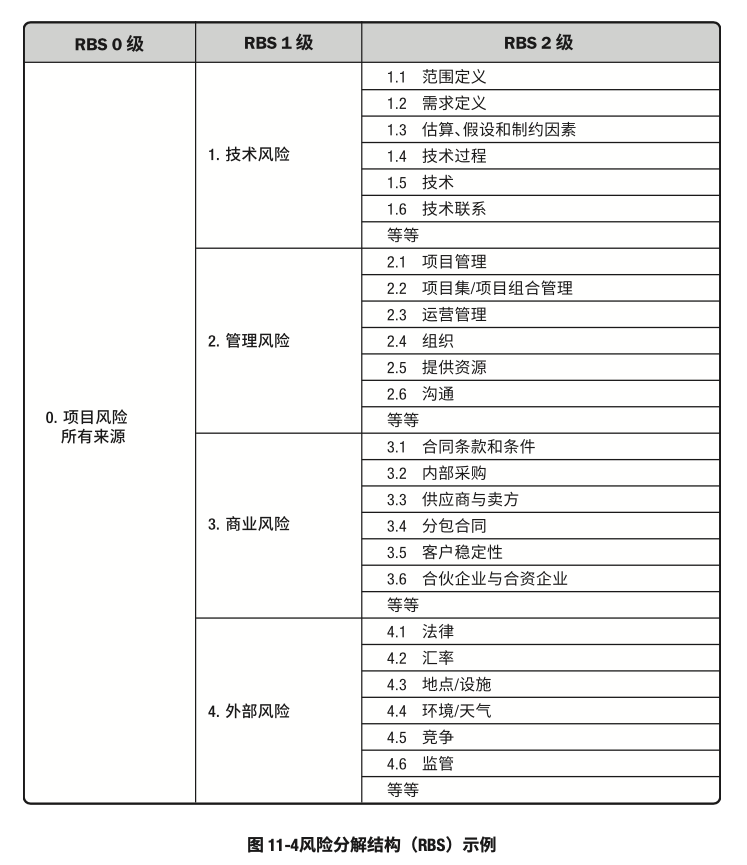 RBS 0 级 RBS 1 级 RBS 2 级
0. 项目风险
所有来源
1. 技术风险
1.1 范围定义
1.2 需求定义
1.3 估算、假设和制约因素
1.4 技术过程
1.5 技术
1.6 技术联系
等等
2. 管理风险
2.1 项目管理
2.2 项目集/项目组合管理
2.3 运营管理
2.4 组织
2.5 提供资源
2.6 沟通
等等
3. 商业风险
3.1 合同条款和条件
3.2 内部采购
3.3 供应商与卖方
3.4 分包合同
3.5 客户稳定性
3.6 合伙企业与合资企业
等等
4. 外部风险
4.1 法律
4.2 汇率
4.3 地点/设施
4.4 环境/天气
4.5 竞争
4.6 监管
等等
图 11-4风险分解结构（RBS）示例